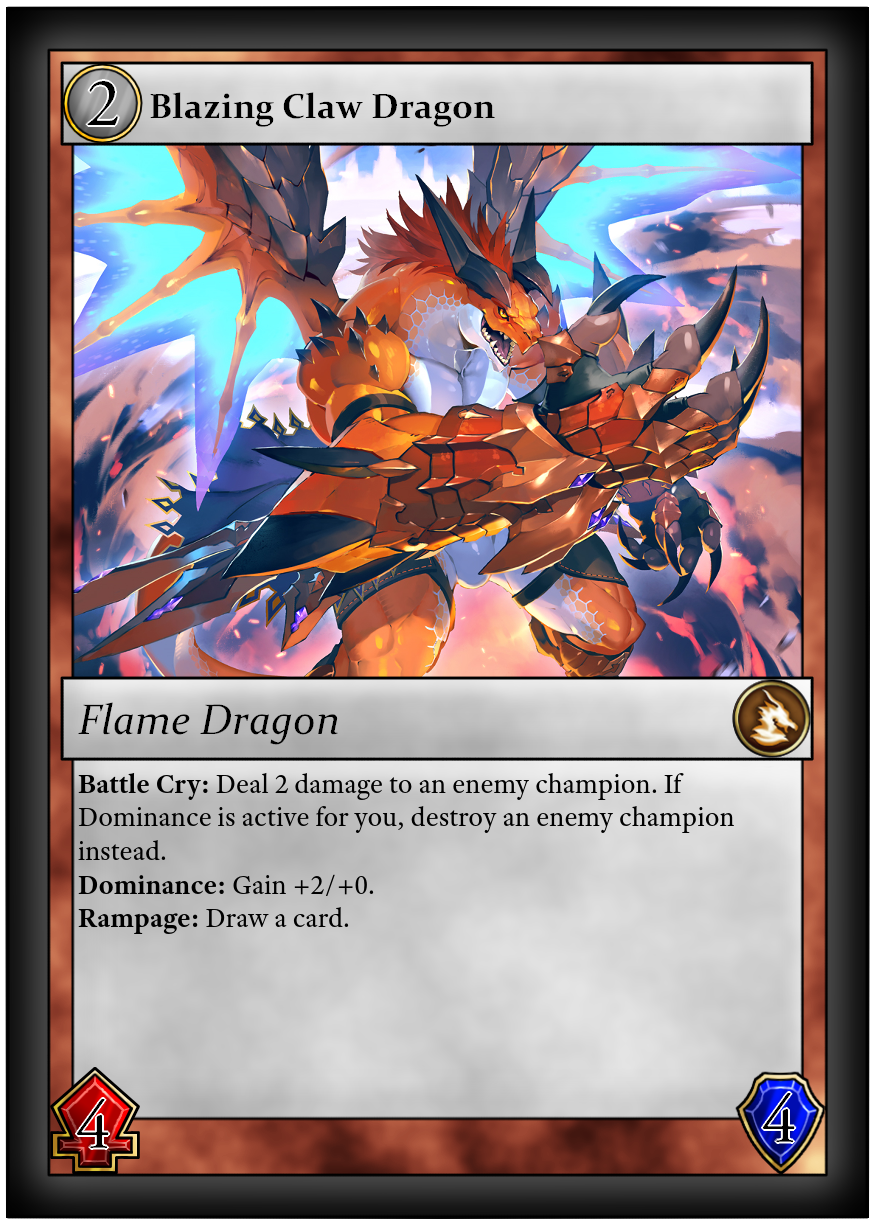 2
Blazing Claw Dragon
Flame Dragon
Battle Cry: Deal 2 damage to an enemy champion. If
Dominance is active for you, destroy an enemy champion
instead.
Dominance: Gain +2/+0.
Rampage: Draw a card.
4
4